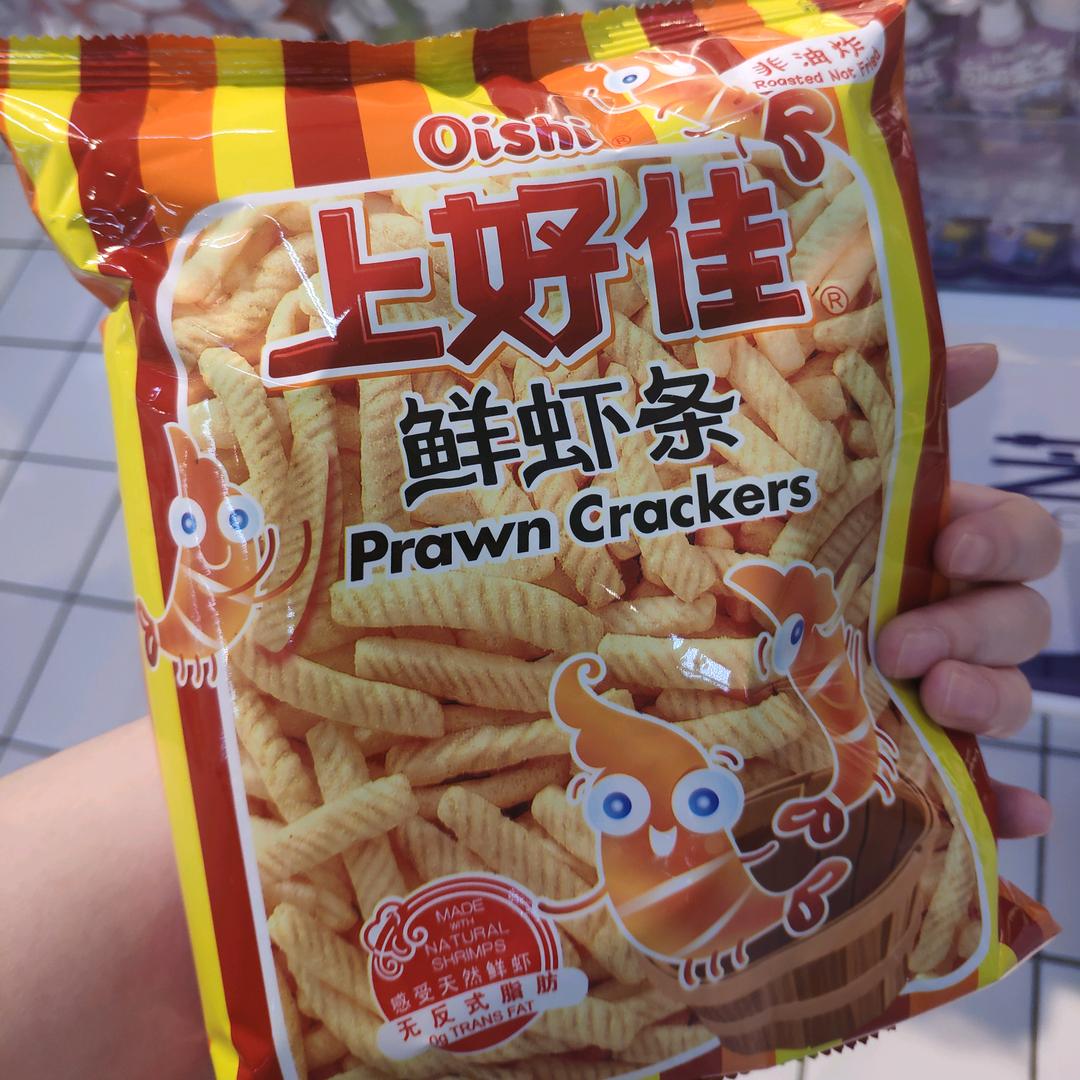 非油炸
Roasted Not Fried
Oishi®
上好佳®
鲜虾条
Prawn Crackers
MADE
WITH
NATURAL
SHRIMPS
感受天然鲜虾
无反式脂肪
0g TRANS FAT